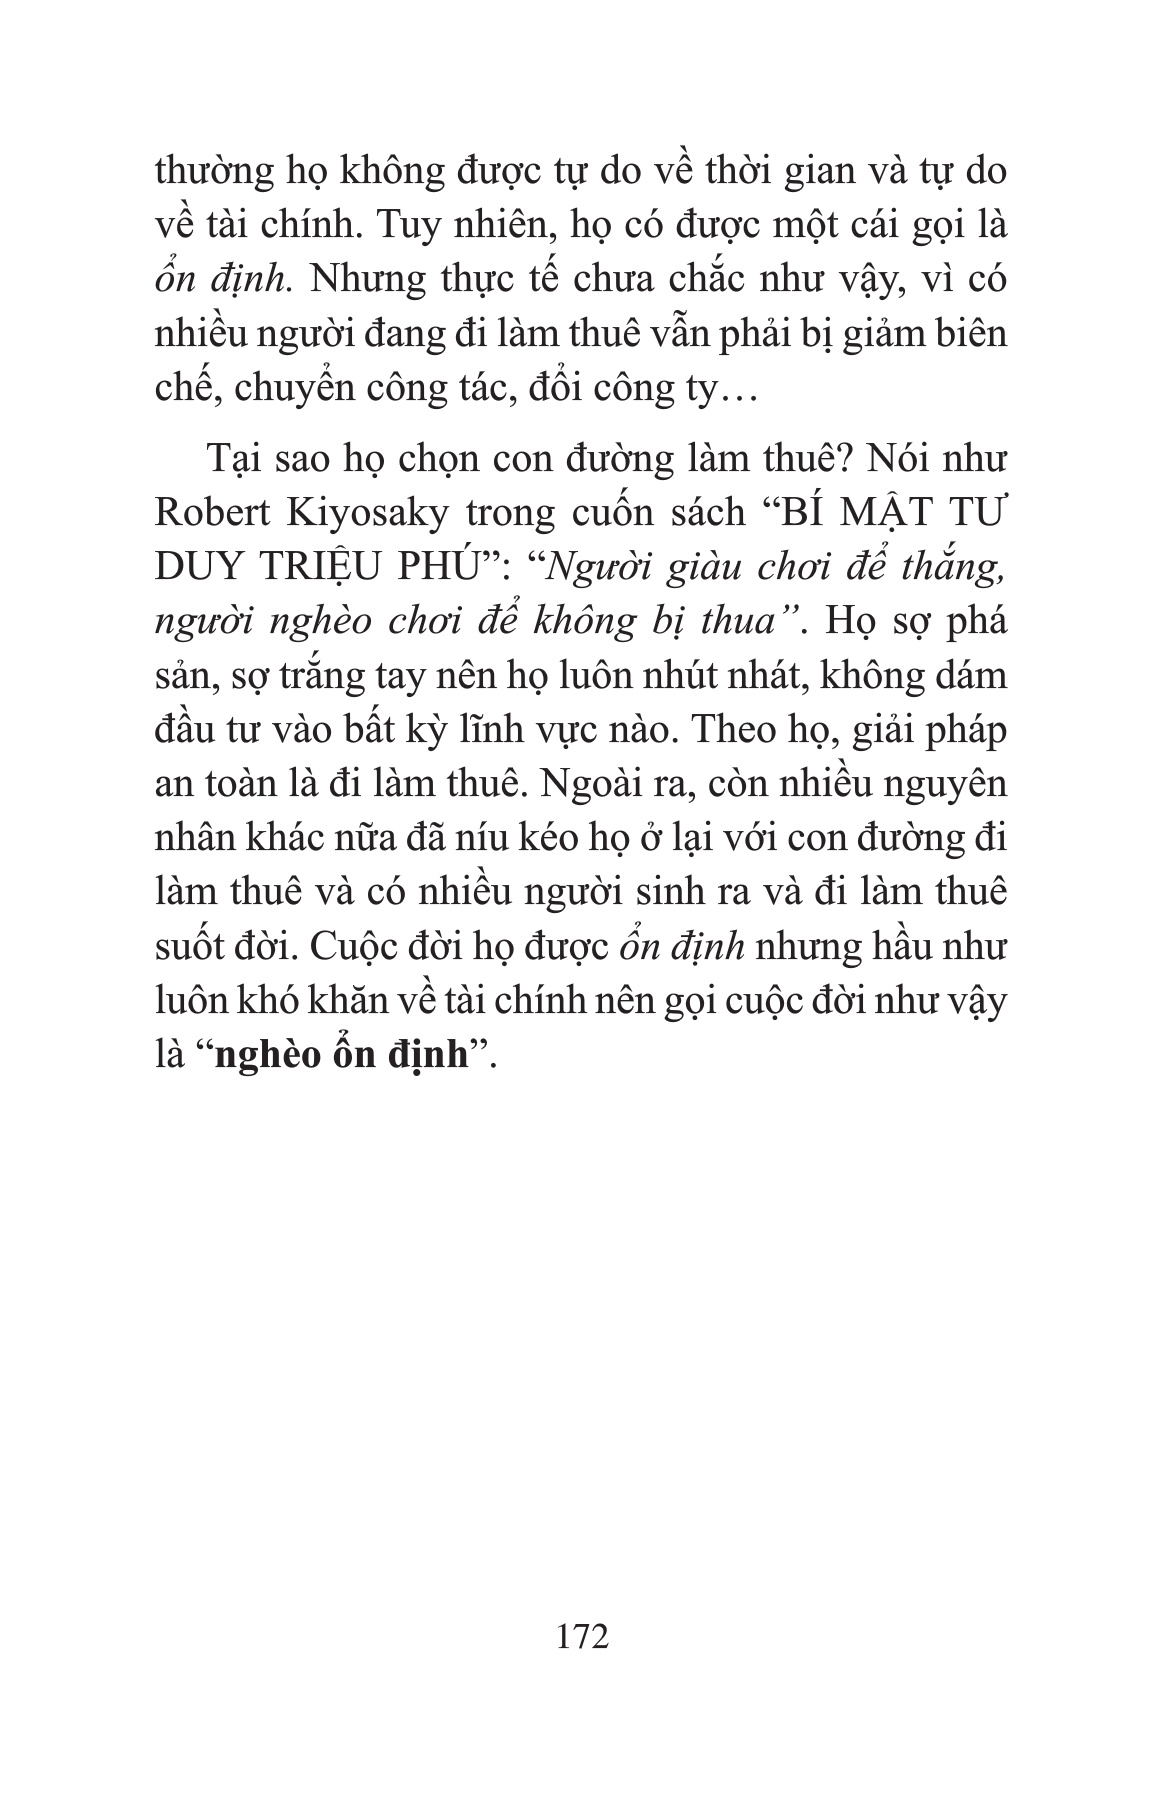 thường họ không được tự do về thời gian và tự do
về tài chính. Tuy nhiên, họ có được một cái gọi là
ổn định. Nhưng thực tế chưa chắc như vậy, vì có
nhiều người đang đi làm thuê vẫn phải bị giảm biên
chế, chuyển công tác, đổi công ty…
Tại sao họ chọn con đường làm thuê? Nói như
Robert Kiyosaky trong cuốn sách “BÍ MẬT TƯ
DUY TRIỆU PHÚ”: “Người giàu chơi để thắng,
người nghèo chơi để không bị thua”. Họ sợ phá
sản, sợ trắng tay nên họ luôn nhút nhát, không dám
đầu tư vào bất kỳ lĩnh vực nào. Theo họ, giải pháp
an toàn là đi làm thuê. Ngoài ra, còn nhiều nguyên
nhân khác nữa đã níu kéo họ ở lại với con đường đi
làm thuê và có nhiều người sinh ra và đi làm thuê
suốt đời. Cuộc đời họ được ổn định nhưng hầu như
luôn khó khăn về tài chính nên gọi cuộc đời như vậy
là “nghèo ổn định”.
172